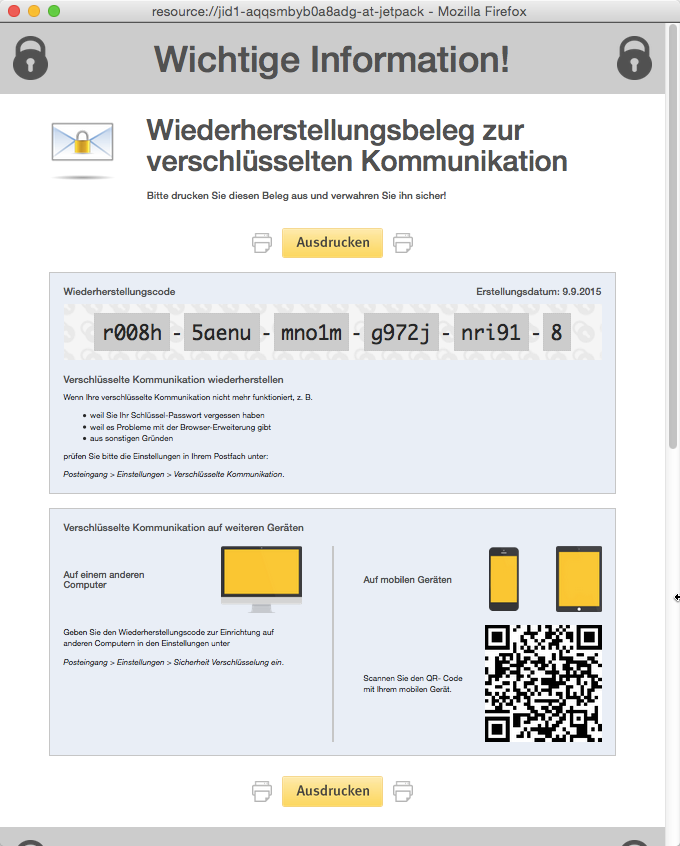 resource://jid1-aqqsmbyb0a8adg-at-jetpack - Mozilla Firefox
Wichtige Information!
Wiederherstellungsbeleg zur
verschlüsselten Kommunikation
Bitte drucken Sie diesen Beleg aus und verwahren Sie ihn sicher!
Ausdrucken
Wiederherstellungscode Erstellungsdatum: 9.9.2015
r008h - 5aenu - mno1m - g972j - nri91 - 8
Verschlüsselte Kommunikation wiederherstellen
Wenn Ihre verschlüsselte Kommunikation nicht mehr funktioniert, z. B.
• weil Sie Ihr Schlüssel-Passwort vergessen haben
• weil es Probleme mit der Browser-Erweiterung gibt
• aus sonstigen Gründen
prüfen Sie bitte die Einstellungen in Ihrem Postfach unter:
Posteingang > Einstellungen > Verschlüsselte Kommunikation.
Verschlüsselte Kommunikation auf weiteren Geräten
Auf einem anderen
Computer
Geben Sie den Wiederherstellungscode zur Einrichtung auf
anderen Computern in den Einstellungen unter
Posteingang > Einstellungen > Sicherheit Verschlüsselung ein.
Auf mobilen Geräten
Scannen Sie den QR- Code
mit Ihrem mobilen Gerät.
Ausdrucken